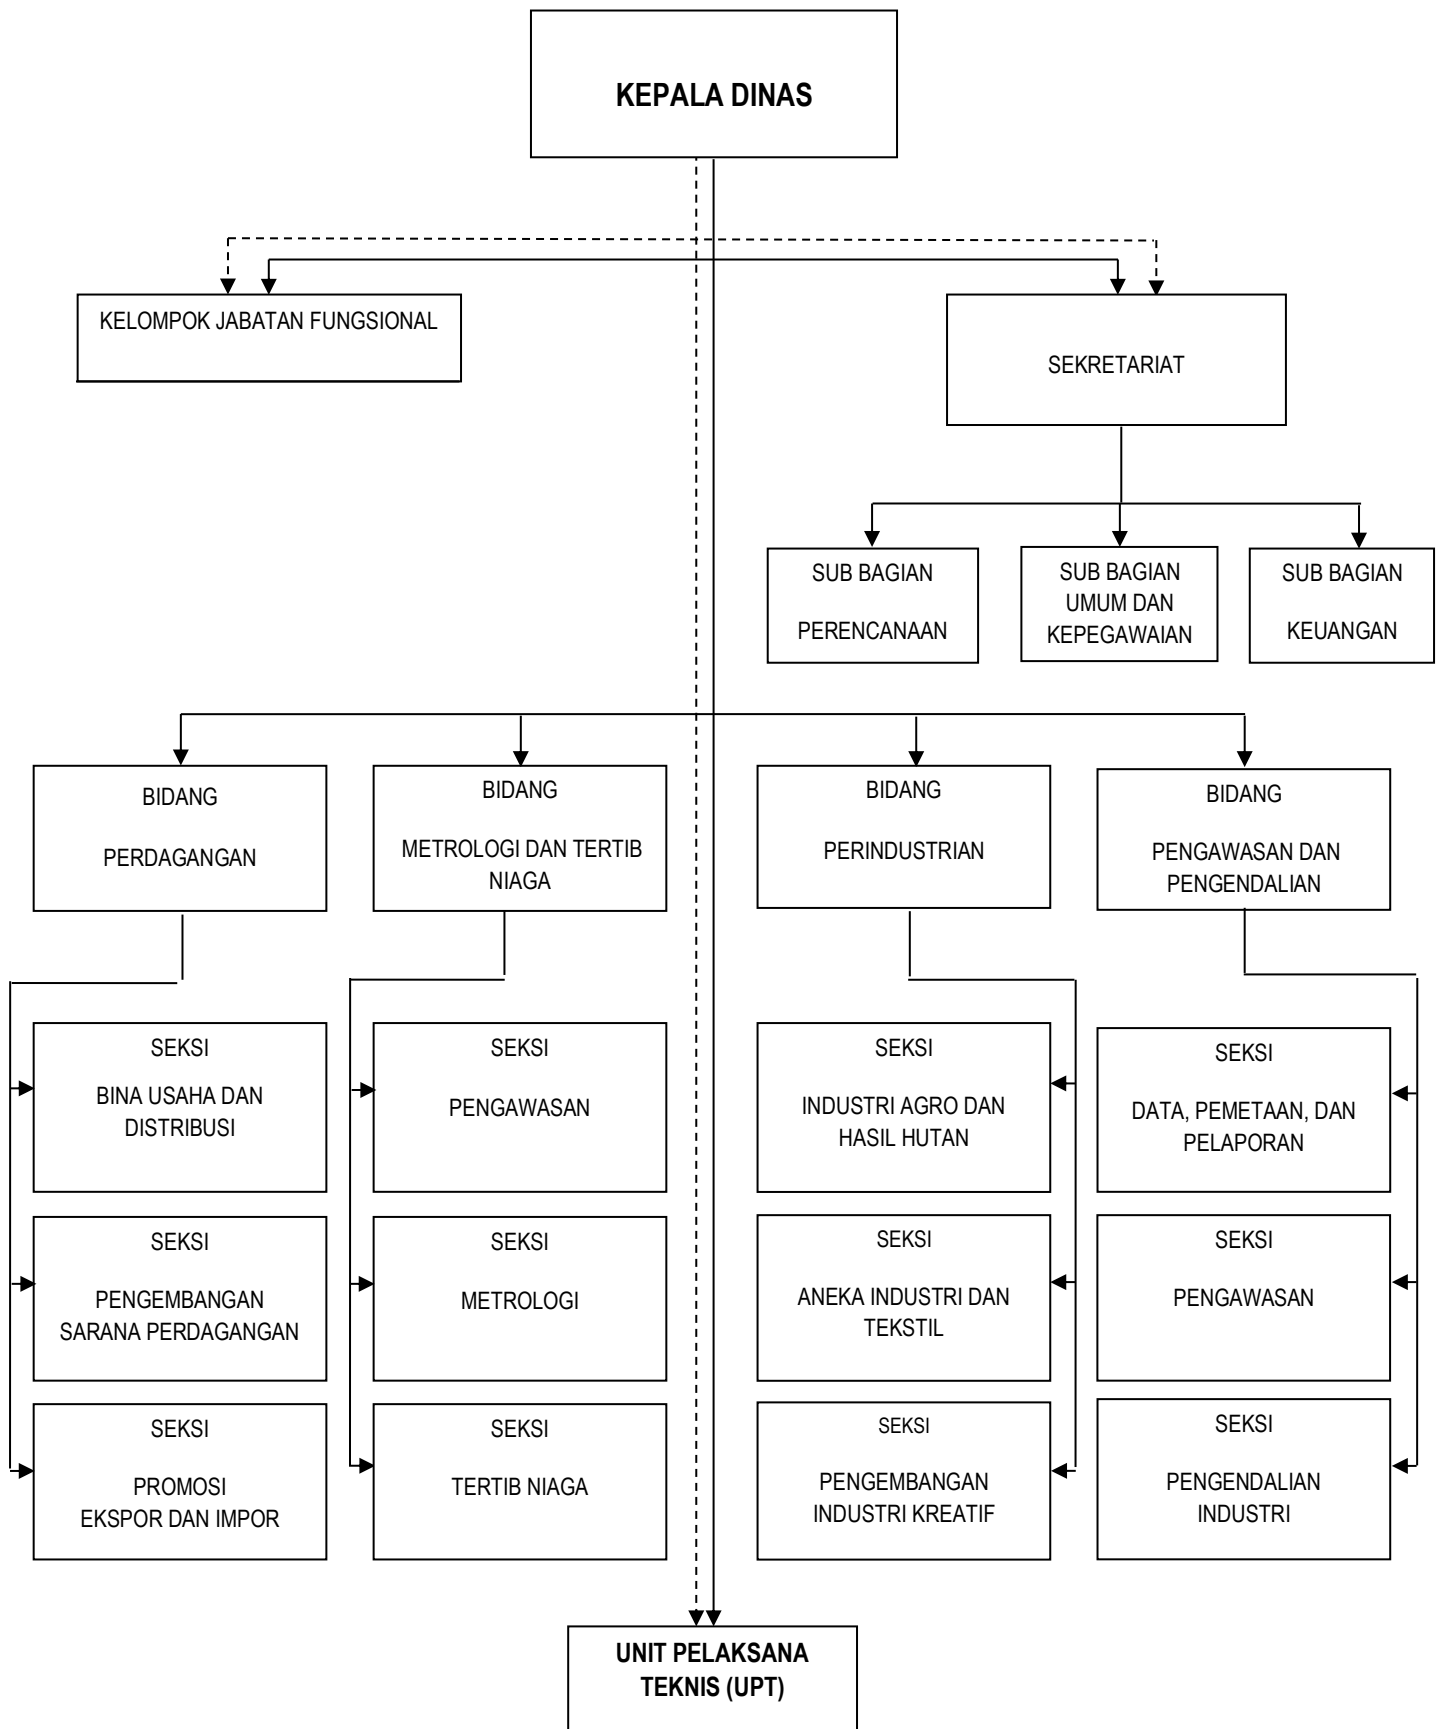 KEPALA DINAS
KELOMPOK JABATAN FUNGSIONAL
SEKRETARIAT
SUB BAGIAN
PERENCANAAN
SUB BAGIAN
UMUM DAN
KEPEGAWAIAN
SUB BAGIAN
KEUANGAN
BIDANG
PERDAGANGAN
BIDANG
METROLOGI DAN TERTIB
NIAGA
BIDANG
PERINDUSTRIAN
BIDANG
PENGAWASAN DAN
PENGENDALIAN
SEKSI
BINA USAHA DAN
DISTRIBUSI
SEKSI
PENGAWASAN
SEKSI
INDUSTRI AGRO DAN
HASIL HUTAN
SEKSI
DATA, PEMETAAN, DAN
PELAPORAN
SEKSI
PENGEMBANGAN
SARANA PERDAGANGAN
SEKSI
METROLOGI
SEKSI
ANEKA INDUSTRI DAN
TEKSTIL
SEKSI
PENGAWASAN
SEKSI
PROMOSI
EKSPOR DAN IMPOR
SEKSI
TERTIB NIAGA
SEKSI
PENGEMBANGAN
INDUSTRI KREATIF
SEKSI
PENGENDALIAN
INDUSTRI
UNIT PELAKSANA
TEKNIS (UPT)